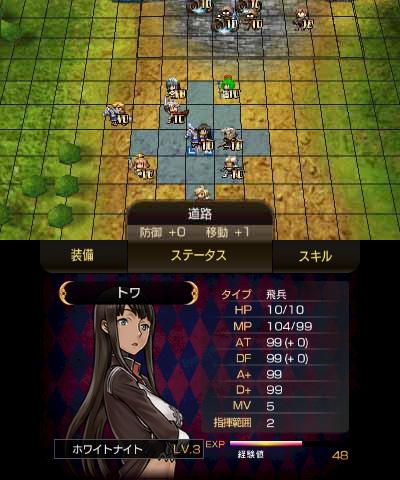 道路
防御 +0 移動 +1
装備 ステータス スキル
トワ
タイプ 飛兵
HP 10/10
MP 104/99
AT 99 (+ 0)
DF 99 (+ 0)
A+ 99
D+ 99
MV 5
指揮範囲 2
ホワイトナイト LV.3
EXP 経験値 48